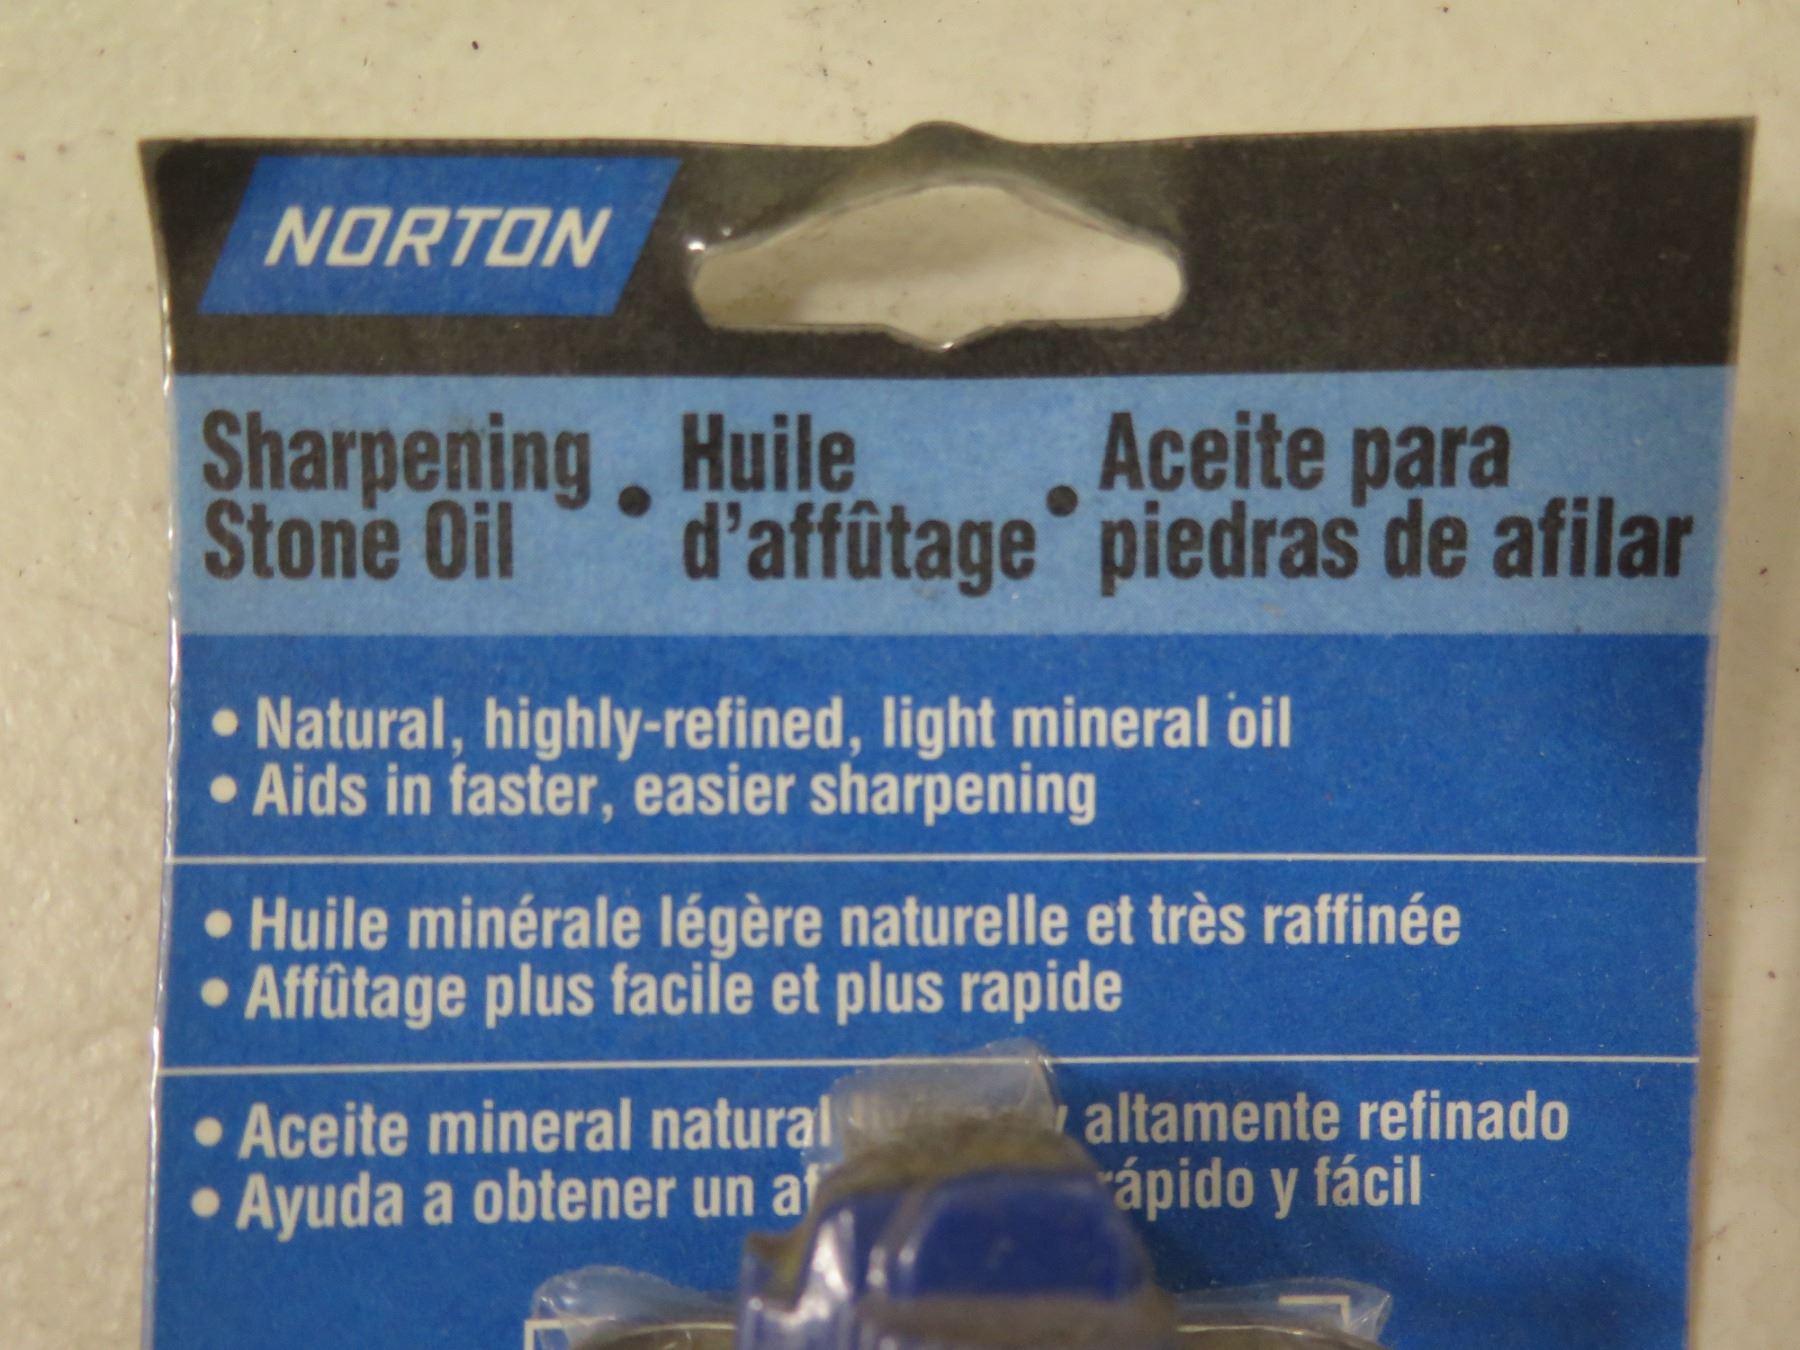 NORTON
Sharpening
Stone Oil
•
Huile
d'affûtage
•
Aceite para
piedras de afilar
• Natural, highly-refined, light mineral oil
• Aids in faster, easier sharpening
• Huile minérale légère naturelle et très raffinée
• Affûtage plus facile et plus rapide
• Aceite mineral natural y altamente refinado
• Ayuda a obtener un rápido y fácil